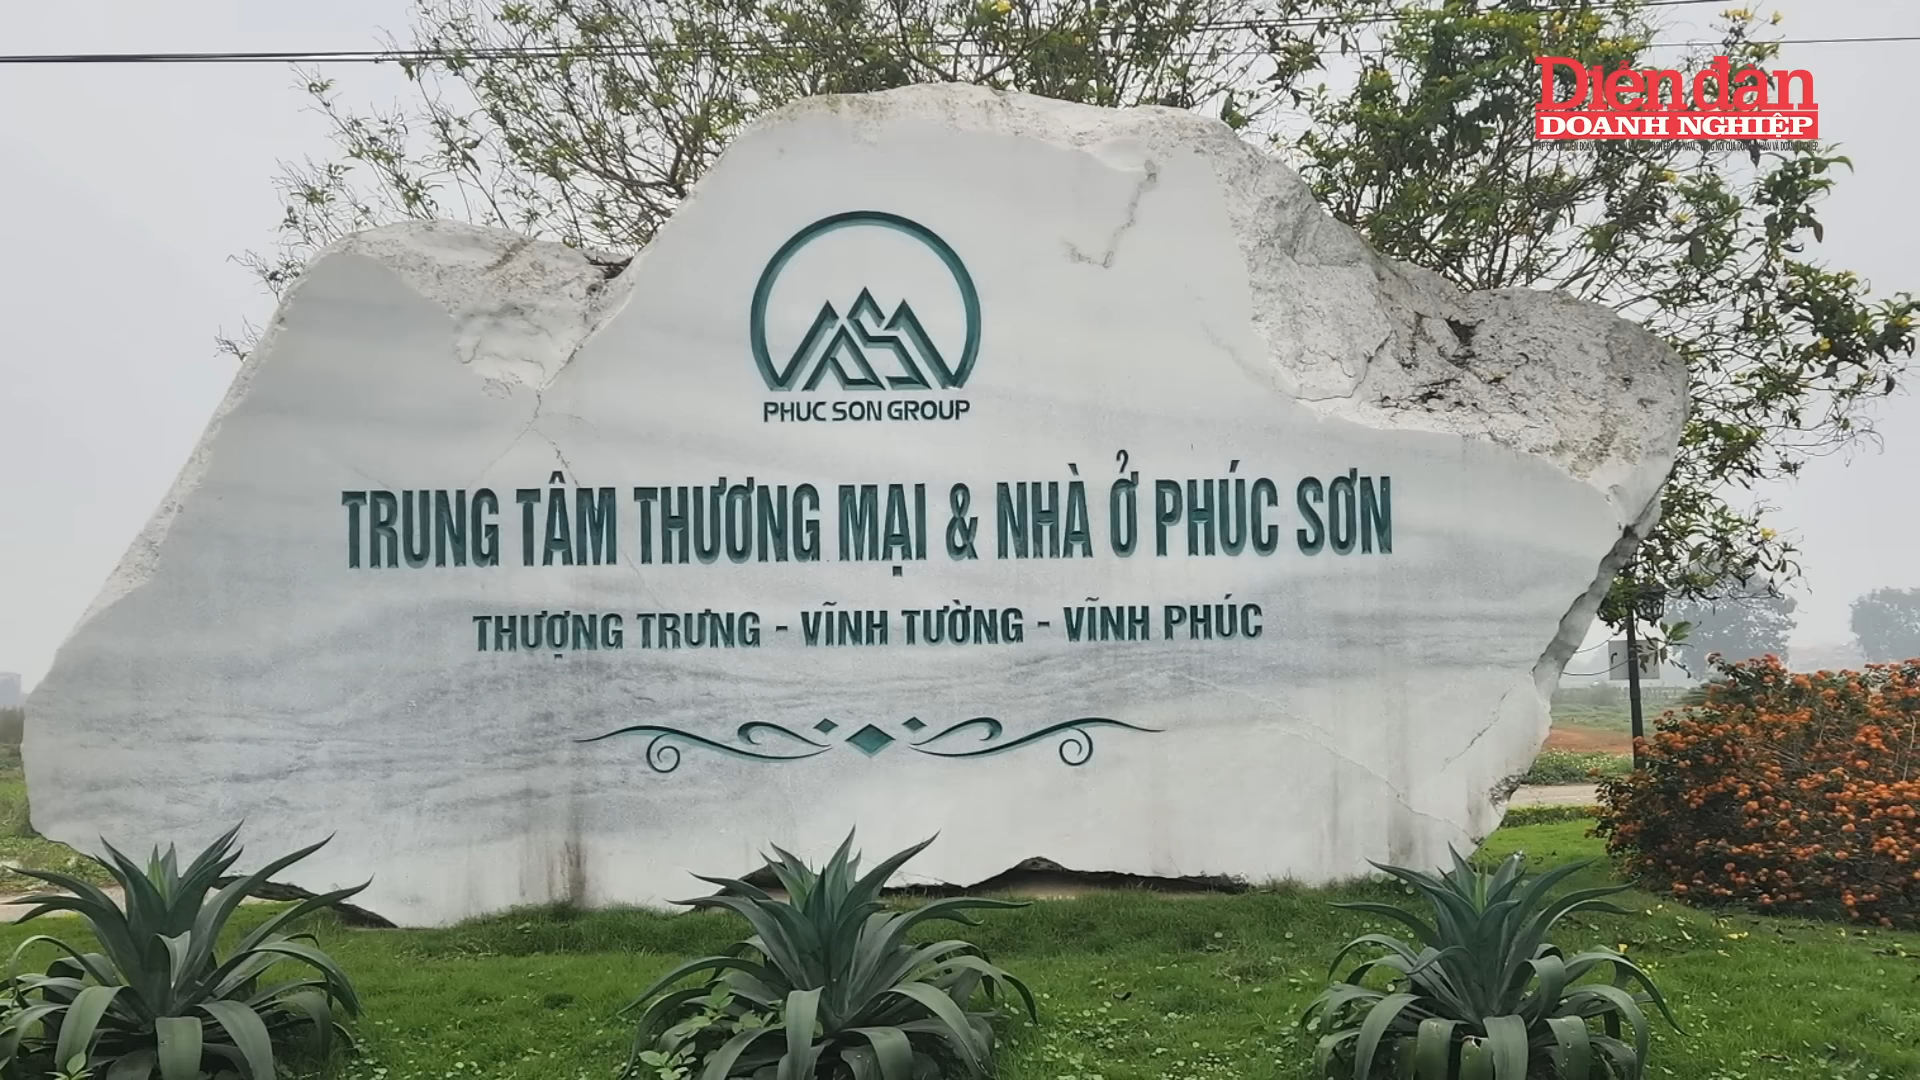 Diễn đàn
DOANH NGHIỆP
PHUC SON GROUP
TRUNG TÂM THƯƠNG MẠI & NHÀ Ở PHÚC SƠN
THƯỢNG TRƯNG - VĨNH TƯỜNG - VĨNH PHÚC